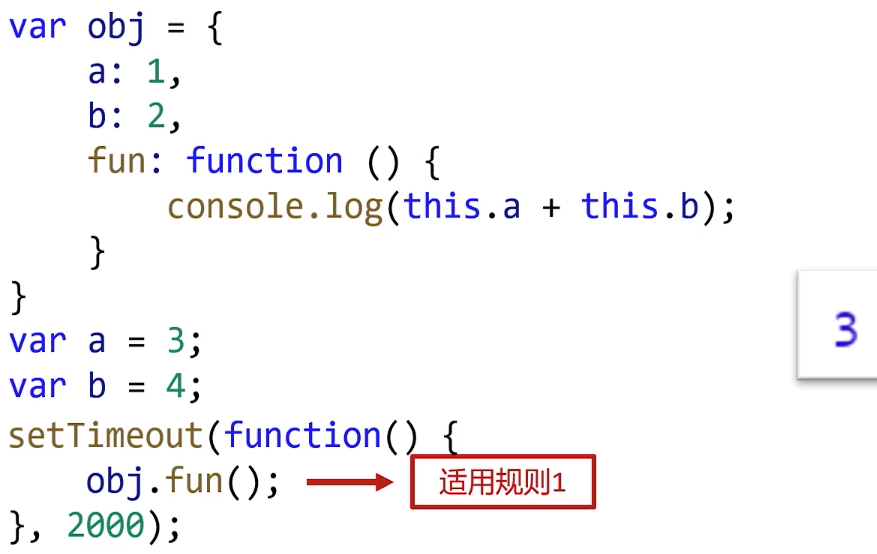 var obj = {
    a: 1,
    b: 2,
    fun: function () {
        console.log(this.a + this.b);
    }
}
3
var a = 3;
var b = 4;
setTimeout(function() {
    obj.fun(); 适用规则1
}, 2000);